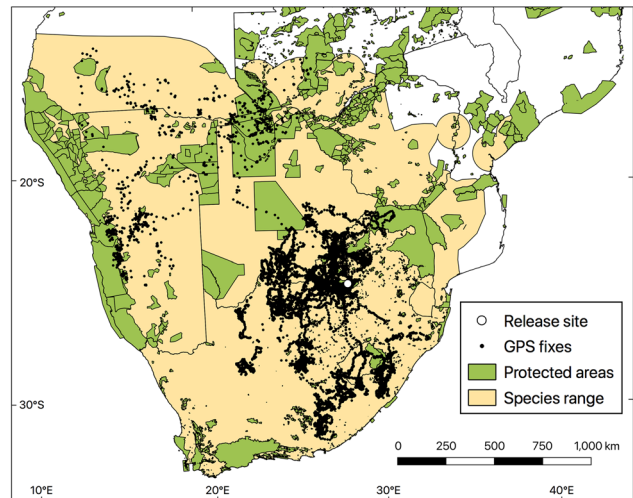 20°S
Release site
GPS fixes
Protected areas
Species range
30°S
0 250 500 750 1,000 km
10°E 20°E 30°E 40°E